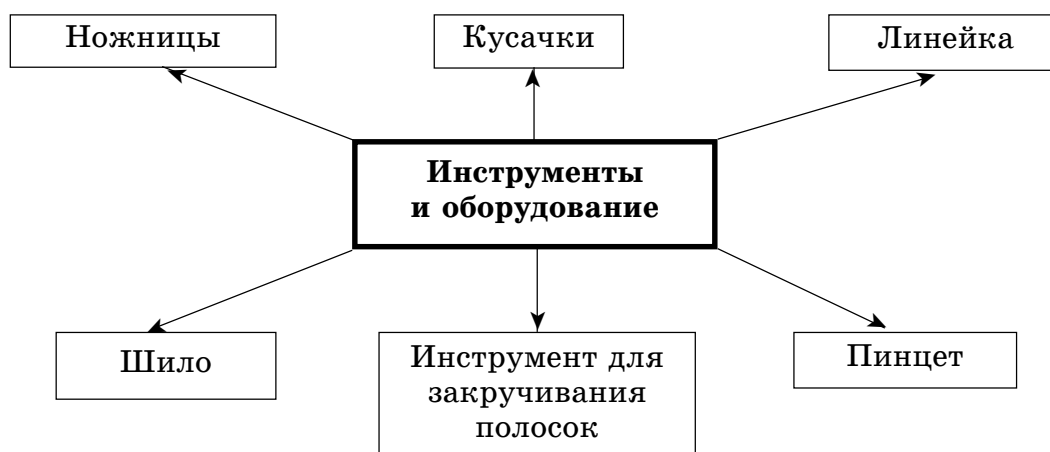 Ножницы
Кусачки
Линейка
Инструменты
и оборудование
Шило
Инструмент для
закручивания
полосок
Пинцет